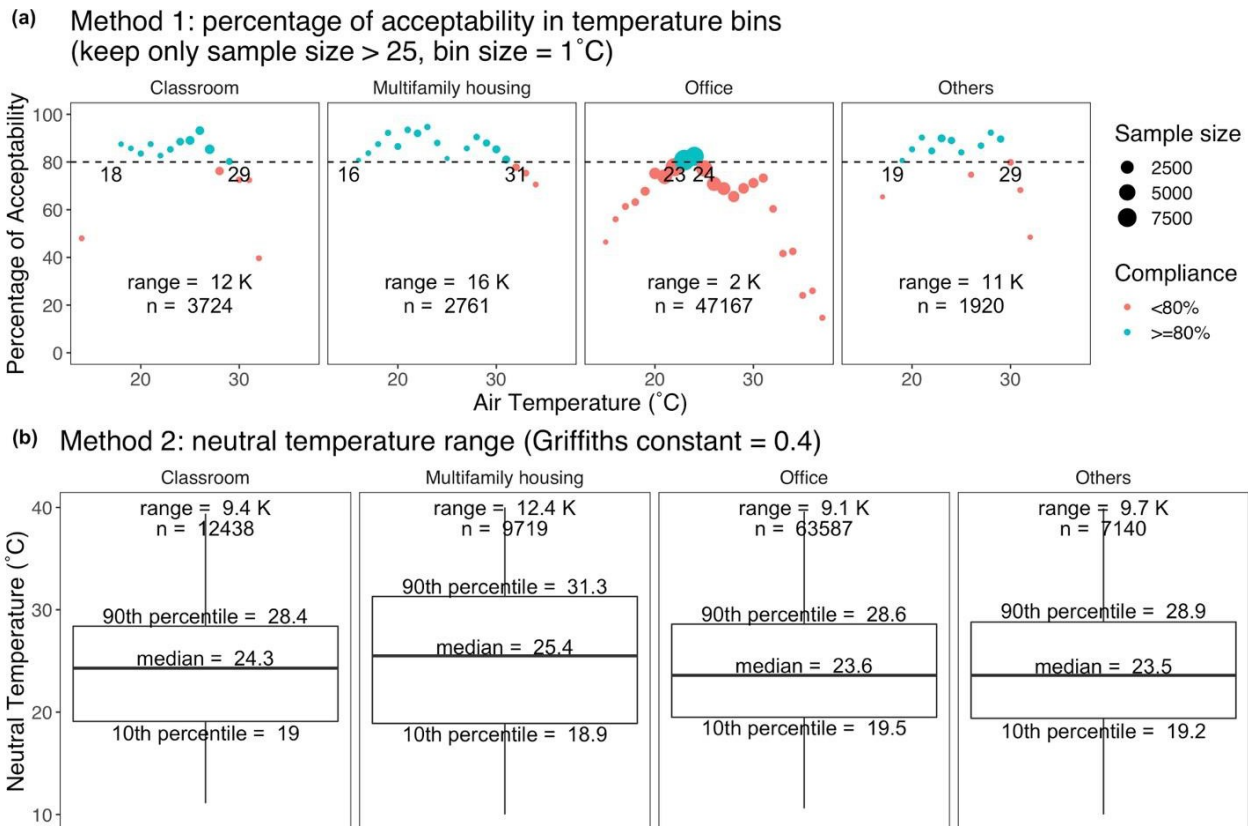 (a) Method 1: percentage of acceptability in temperature bins
(keep only sample size > 25, bin size = 1˚C)
Classroom Multifamily housing Office Others
Percentage of Acceptability
100
80
60
40
20
0
18 29
range = 12 K
n = 3724
16 31
range = 16 K
n = 2761
23 24
range = 2 K
n = 47167
19 29
range = 11 K
n = 1920
20 30 20 30 20 30 20 30
Air Temperature (˚C)
Sample size
2500
5000
7500
Compliance
<80%
>=80%
(b) Method 2: neutral temperature range (Griffiths constant = 0.4)
Classroom Multifamily housing Office Others
Neutral Temperature (˚C)
40
30
20
10
range = 9.4 K
n = 12438
90th percentile = 28.4
median = 24.3
10th percentile = 19
range = 12.4 K
n = 9719
90th percentile = 31.3
median = 25.4
10th percentile = 18.9
range = 9.1 K
n = 63587
90th percentile = 28.6
median = 23.6
10th percentile = 19.5
range = 9.7 K
n = 7140
90th percentile = 28.9
median = 23.5
10th percentile = 19.2